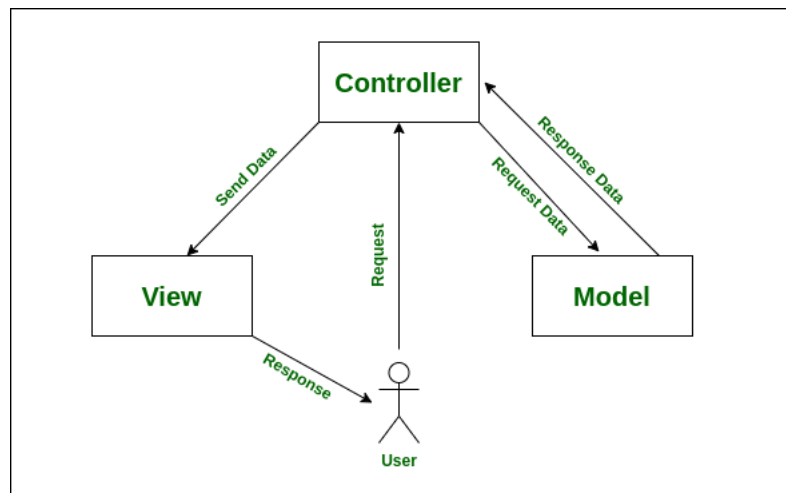 Controller
Send Data
Request
Request Data
Response Data
View
Model
Response
User